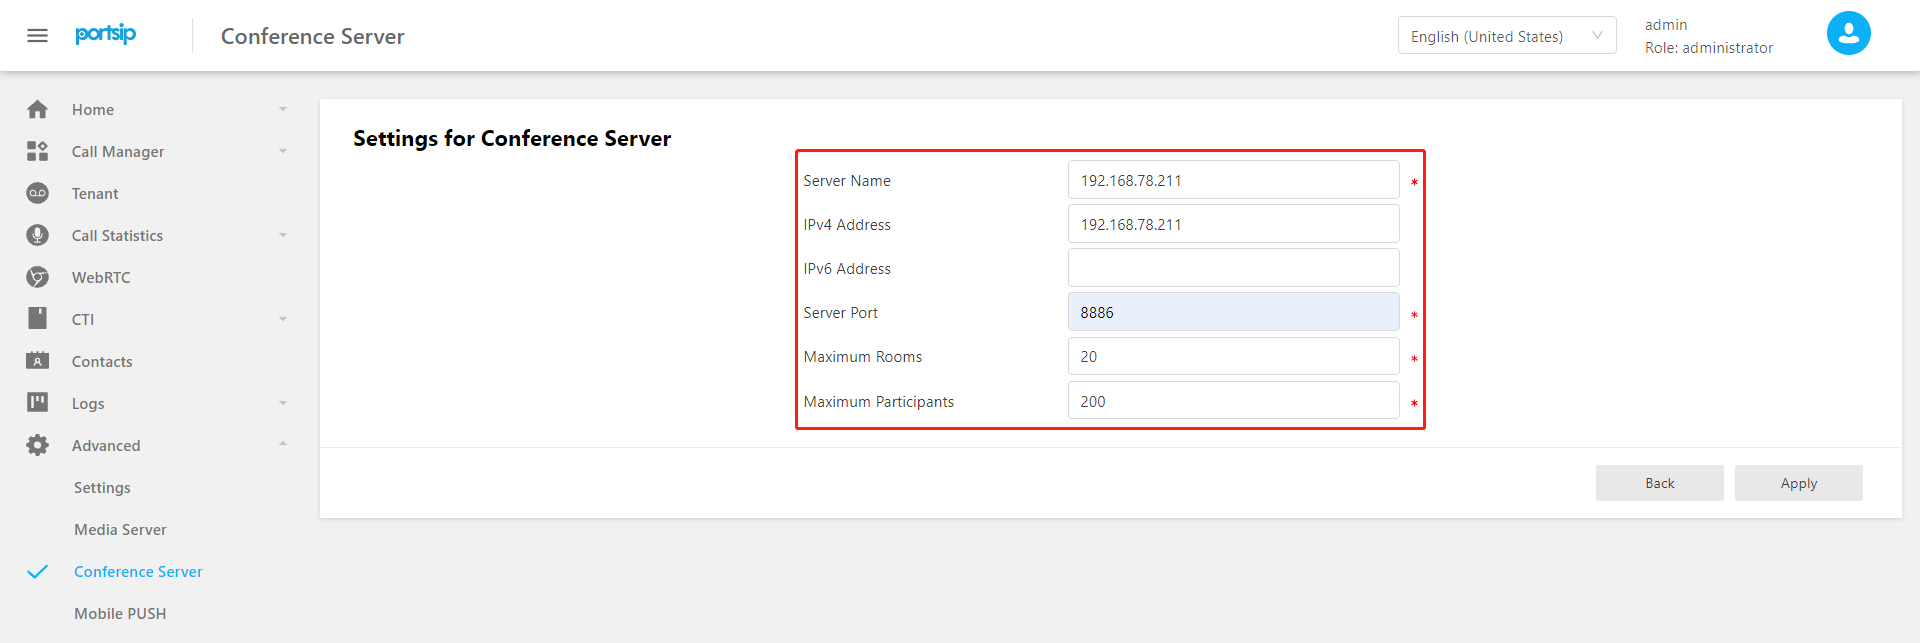 portsip
Conference Server
English (United States)
admin
Role: administrator
Home
Call Manager
Tenant
Call Statistics
WebRTC
CTI
Contacts
Logs
Advanced
Settings
Media Server
Conference Server
Mobile PUSH
Settings for Conference Server
Server Name 192.168.78.211 *
IPv4 Address 192.168.78.211
IPv6 Address
Server Port 8886 *
Maximum Rooms 20 *
Maximum Participants 200 *
Back Apply